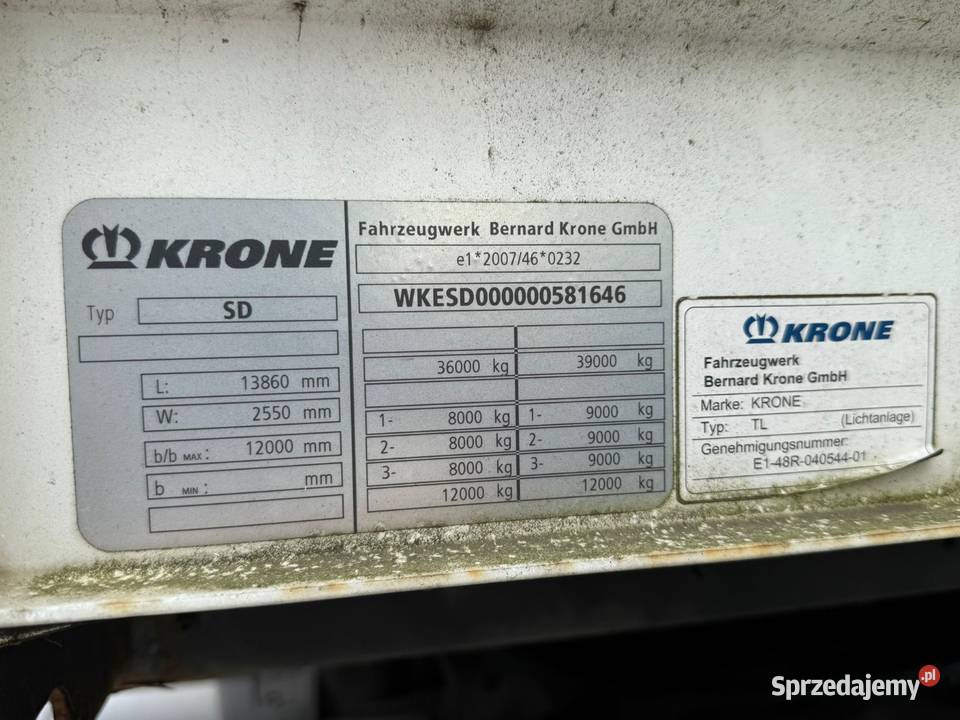 KRONE
Typ SD
L: 13860 mm
W: 2550 mm
b/b MAX: 12000 mm
b MIN: mm
Fahrzeugwerk Bernard Krone GmbH
e1*2007/46*0232
WKESD000000581646
36000 kg 39000 kg
1- 8000 kg 1- 9000 kg
2- 8000 kg 2- 9000 kg
3- 8000 kg 3- 9000 kg
12000 kg 12000 kg
KRONE
Fahrzeugwerk
Bernard Krone GmbH
Marke: KRONE
Typ: TL (Lichtanlage)
Genehmigungsnummer:
E1-48R-040544-01
Sprzedajemy.pl